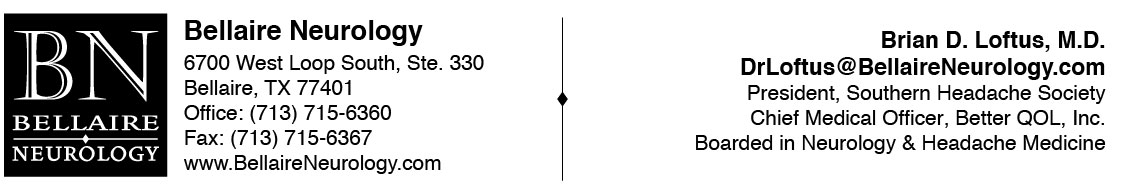 BN
BELLAIRE
NEUROLOGY
Bellaire Neurology
6700 West Loop South, Ste. 330
Bellaire, TX 77401
Office: (713) 715-6360
Fax: (713) 715-6367
www.BellaireNeurology.com
Brian D. Loftus, M.D.
DrLoftus@BellaireNeurology.com
President, Southern Headache Society
Chief Medical Officer, Better QOL, Inc.
Boarded in Neurology & Headache Medicine